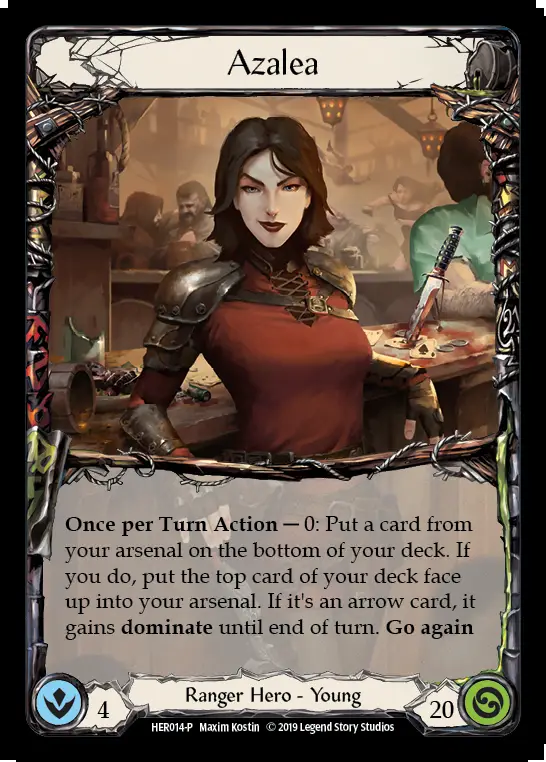 Azalea
Once per Turn Action — 0: Put a card from
your arsenal on the bottom of your deck. If
you do, put the top card of your deck face
up into your arsenal. If it's an arrow card, it
gains dominate until end of turn. Go again
Ranger Hero - Young
4
20
HER014-P Maxim Kostin © 2019 Legend Story Studios